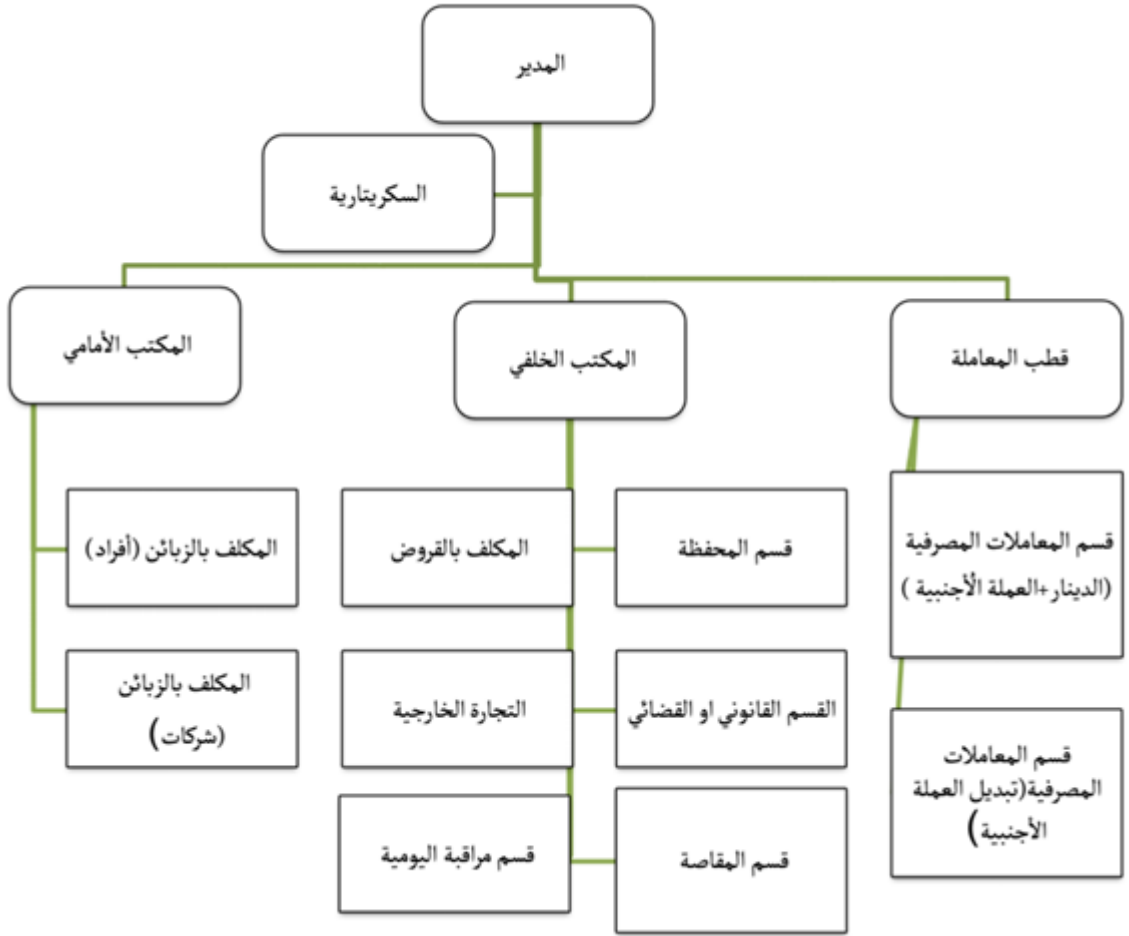 المدير
السكريتارية
قطب المعاملة
المكتب الخلفي
المكتب الأمامي
قسم المعاملات المصرفية
(الدينار+العملة الأجنبية )
قسم المعاملات
المصرفية(تبديل العملة
الأجنبية)
قسم المحفظة
المكلف بالقروض
القسم القانوني او القضائي
التجارة الخارجية
قسم المقاصة
قسم مراقبة اليومية
المكلف بالزبائن (أفراد)
المكلف بالزبائن
(شركات)